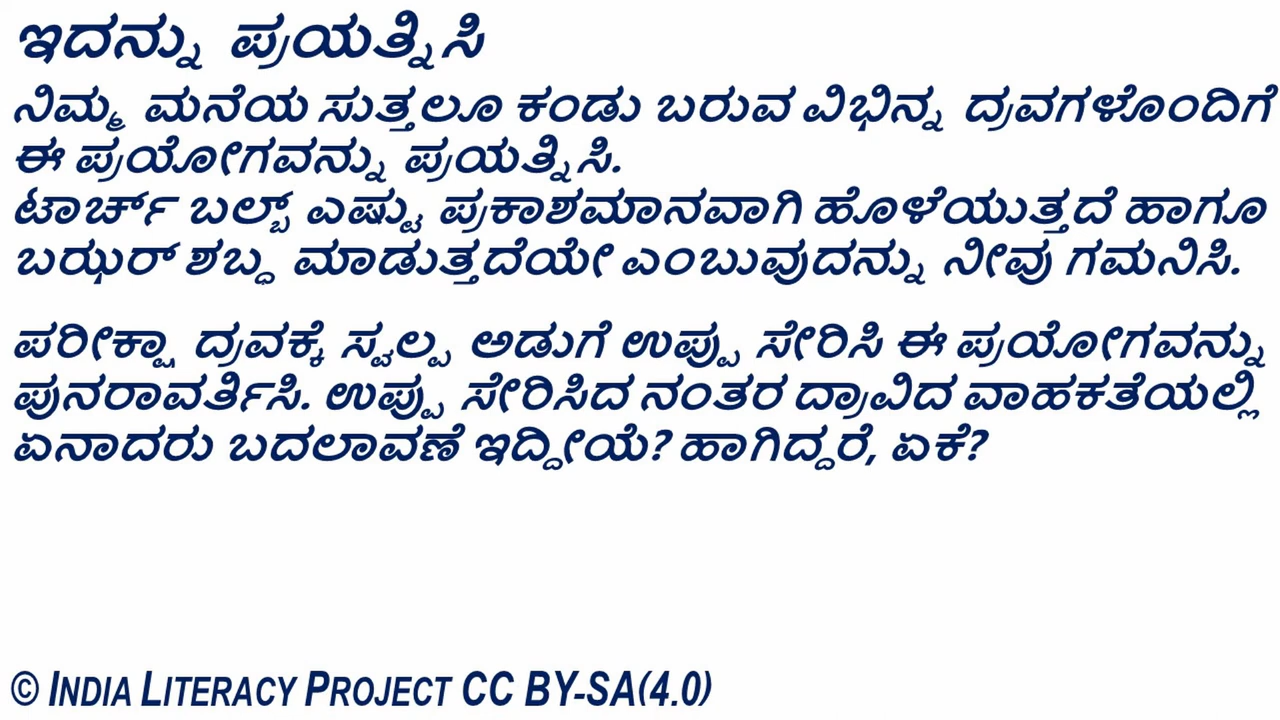 ಇದನ್ನು ಪ್ರಯತ್ನಿಸಿ
ನಿಮ್ಮ ಮನೆಯ ಸುತ್ತಲೂ ಕಂಡು ಬರುವ ವಿಭಿನ್ನ ದ್ರವಗಳೊಂದಿಗೆ
ಈ ಪ್ರಯೋಗವನ್ನು ಪ್ರಯತ್ನಿಸಿ.
ಟಾರ್ಚ್ ಬಲ್ಬ್ ಎಷ್ಟು ಪ್ರಕಾಶಮಾನವಾಗಿ ಹೊಳೆಯುತ್ತದೆ ಹಾಗೂ
ಬಝರ್ ಶಬ್ಧ ಮಾಡುತ್ತದೆಯೇ ಎಂಬುವುದನ್ನು ನೀವು ಗಮನಿಸಿ.
ಪರೀಕ್ಷಾ ದ್ರವಕ್ಕೆ ಸ್ವಲ್ಪ ಅಡುಗೆ ಉಪ್ಪು ಸೇರಿಸಿ ಈ ಪ್ರಯೋಗವನ್ನು
ಪುನರಾವರ್ತಿಸಿ. ಉಪ್ಪು ಸೇರಿಸಿದ ನಂತರ ದ್ರಾವಿದ ವಾಹಕತೆಯಲ್ಲಿ
ಏನಾದರು ಬದಲಾವಣೆ ಇದ್ದೀಯೆ? ಹಾಗಿದ್ದರೆ, ಏಕೆ?
© INDIA LITERACY PROJECT CC BY-SA(4.0)